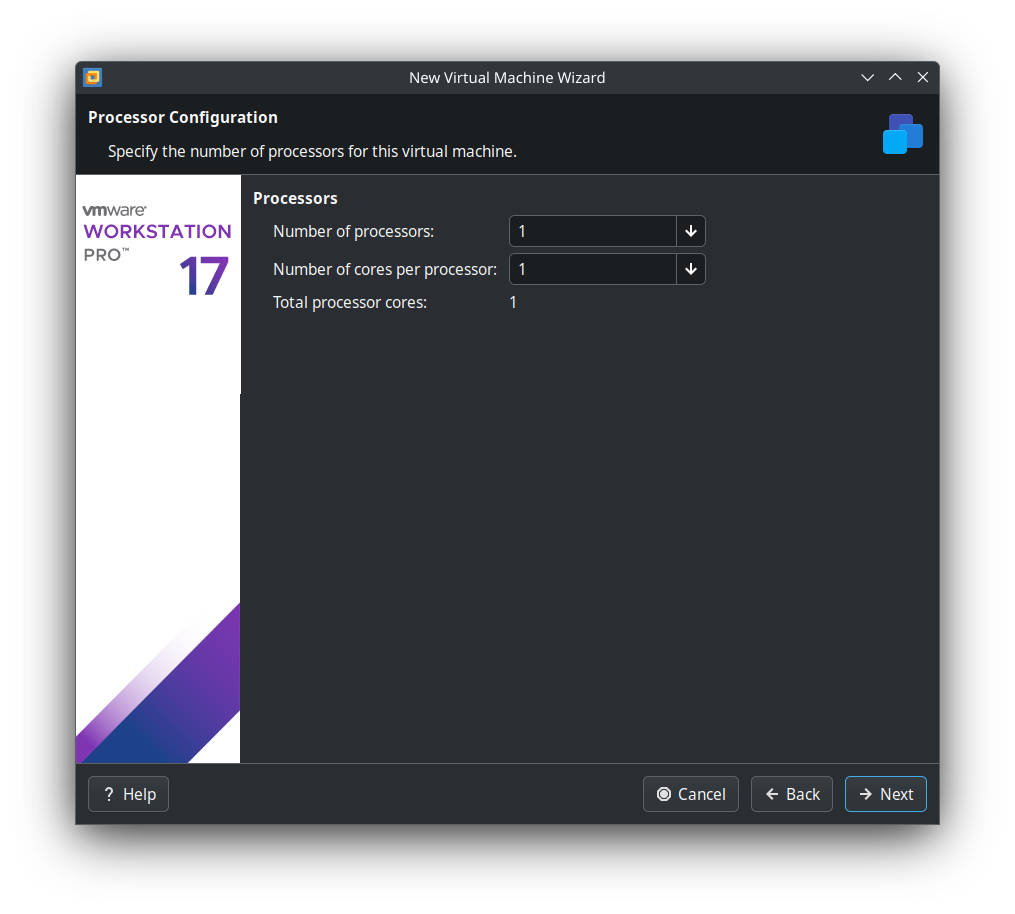 New Virtual Machine Wizard
Processor Configuration
Specify the number of processors for this virtual machine.
vmware®
WORKSTATION
PRO™
17
Processors
Number of processors: 1
Number of cores per processor: 1
Total processor cores: 1
? Help
Cancel
Back
Next